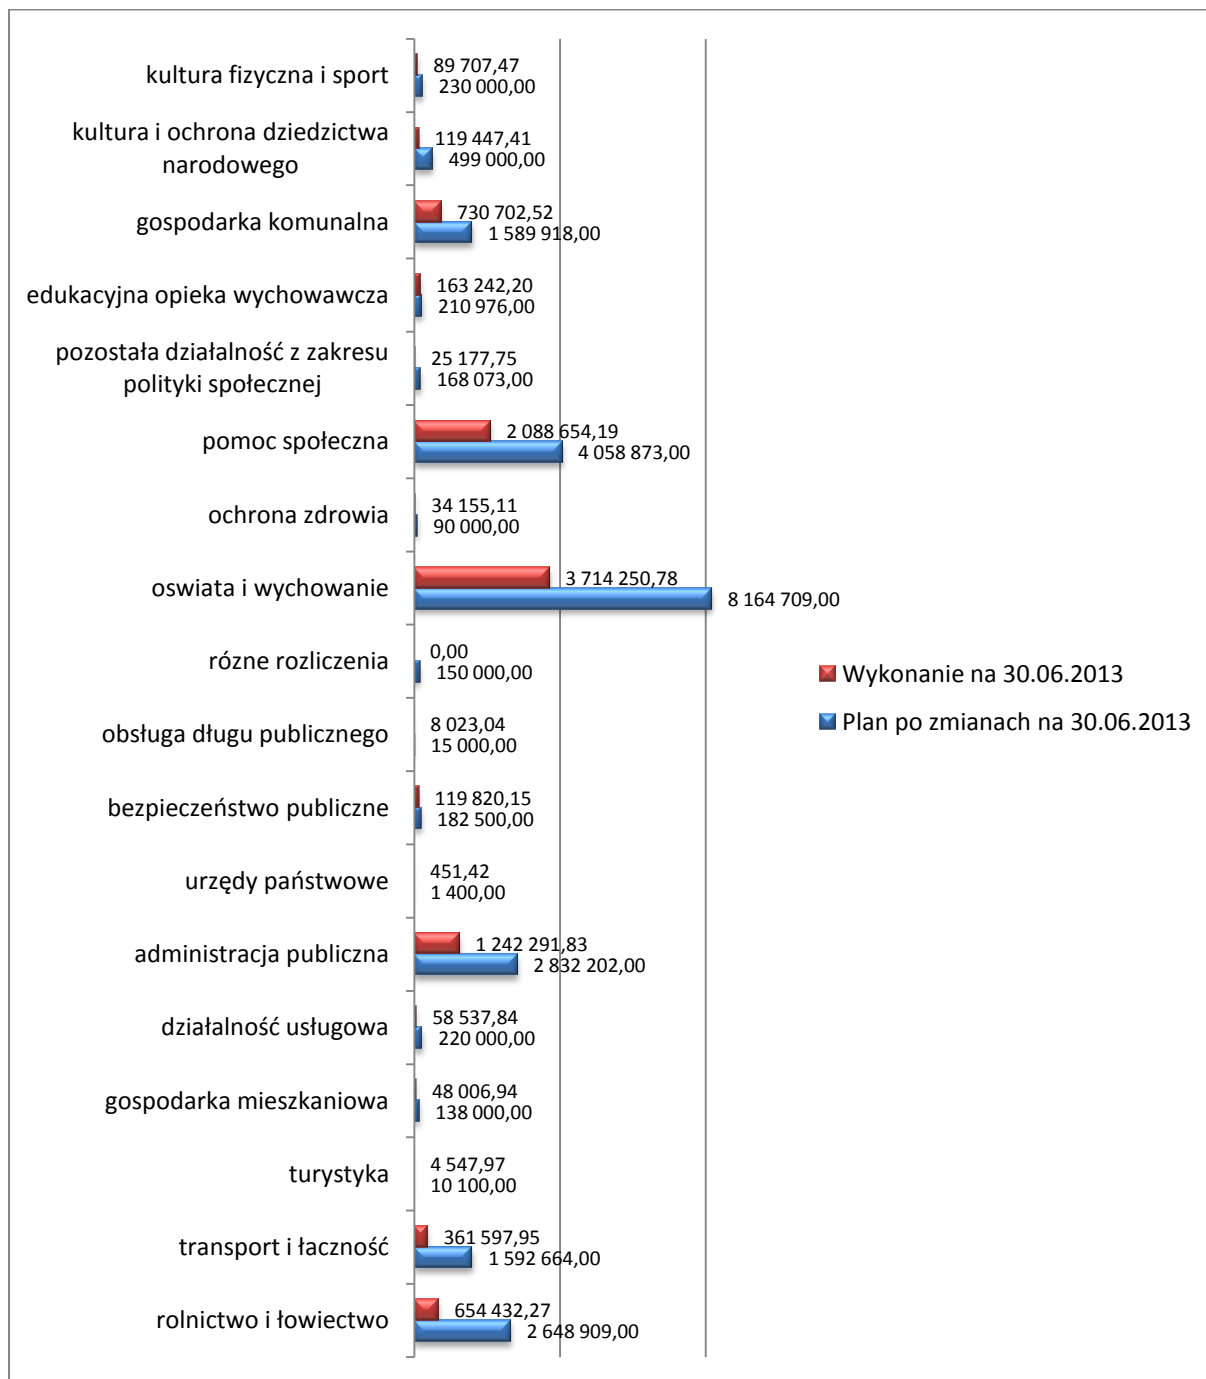 kultura fizyczna i sport
89 707,47
230 000,00
kultura i ochrona dziedzictwa
narodowego
119 447,41
499 000,00
gospodarka komunalna
730 702,52
1 589 918,00
edukacyjna opieka wychowawcza
163 242,20
210 976,00
pozostała działalność z zakresu
polityki społecznej
25 177,75
168 073,00
pomoc społeczna
2 088 654,19
4 058 873,00
ochrona zdrowia
34 155,11
90 000,00
oswiata i wychowanie
3 714 250,78
8 164 709,00
rózne rozliczenia
0,00
150 000,00
Wykonanie na 30.06.2013
Plan po zmianach na 30.06.2013
obsługa długu publicznego
8 023,04
15 000,00
bezpieczeństwo publiczne
119 820,15
182 500,00
urzędy państwowe
451,42
1 400,00
administracja publiczna
1 242 291,83
2 832 202,00
działalność usługowa
58 537,84
220 000,00
gospodarka mieszkaniowa
48 006,94
138 000,00
turystyka
4 547,97
10 100,00
transport i łaczność
361 597,95
1 592 664,00
rolnictwo i łowiectwo
654 432,27
2 648 909,00